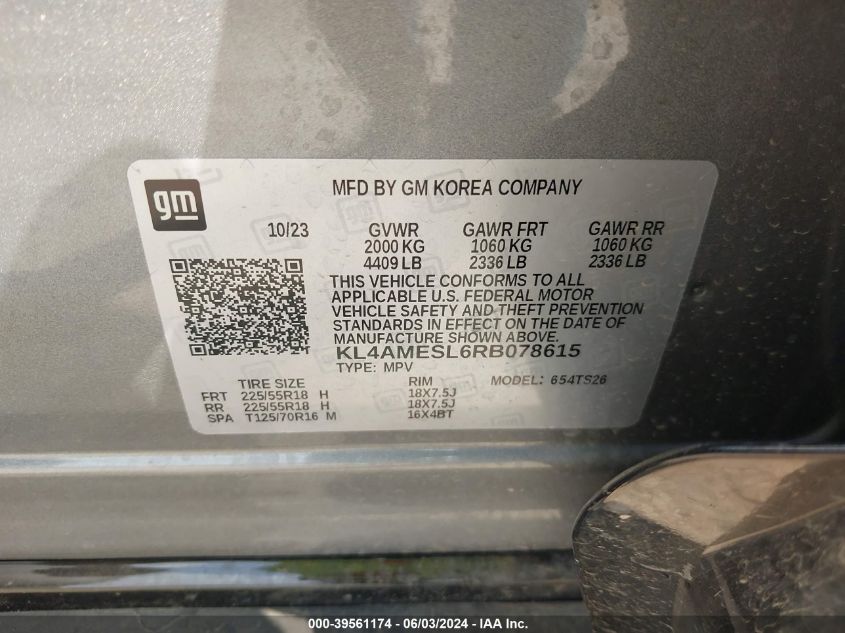 gm
MFD BY GM KOREA COMPANY
10/23 GVWR GAWR FRT GAWR RR
2000 KG 1060 KG 1060 KG
4409 LB 2336 LB 2336 LB
THIS VEHICLE CONFORMS TO ALL
APPLICABLE U.S. FEDERAL MOTOR
VEHICLE SAFETY AND THEFT PREVENTION
STANDARDS IN EFFECT ON THE DATE OF
MANUFACTURE SHOWN ABOVE.
KL4AMESL6RB078615
TYPE: MPV
TIRE SIZE RIM MODEL: 654TS26
FRT 225/55R18 H 18X7.5J
RR 225/55R18 H 18X7.5J
SPA T125/70R16 M 16X4BT
000-39561174 - 06/03/2024 - IAA Inc.